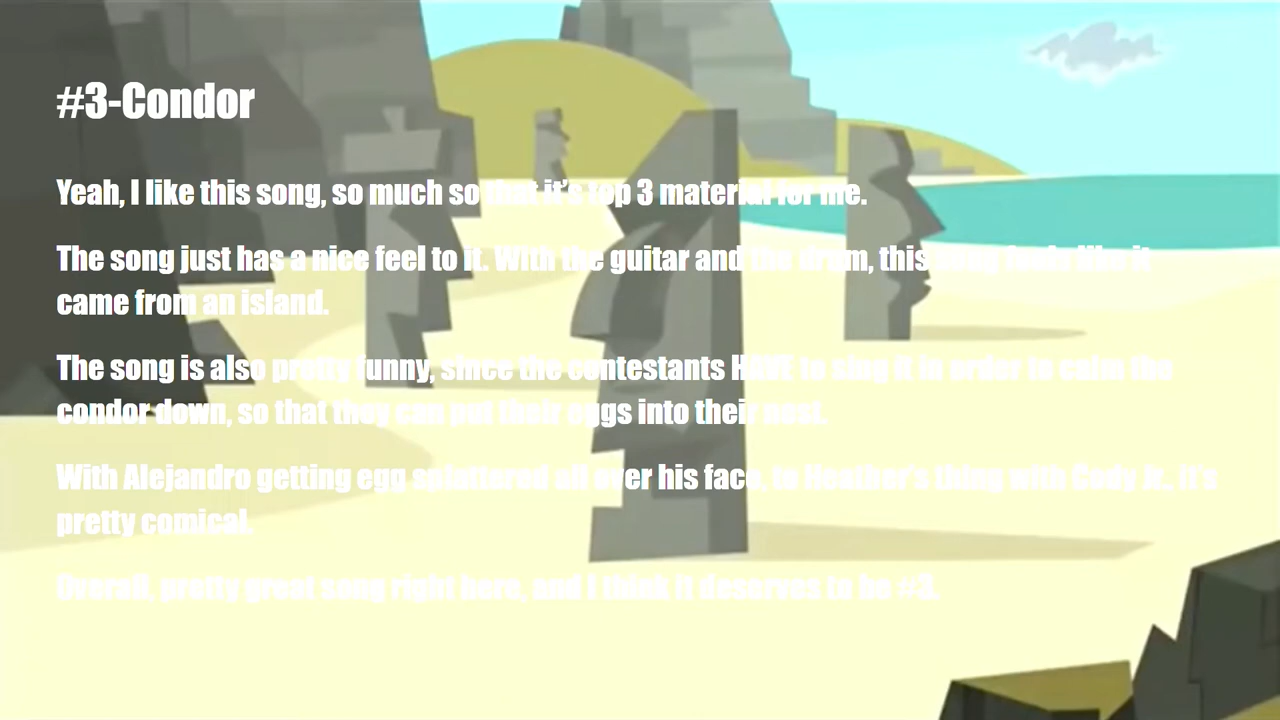 #3-Condor
Yeah, I like this song, so much so that it's top 3 material for me.
The song just has a nice feel to it. With the guitar and the drum, this song feels like it
came from an island.
The song is also pretty funny, since the contestants HAVE to sing it in order to calm the
condor down, so that they can put their eggs into their nest.
With Alejandro getting egg splattered all over his face, to Heather's thing with Cody Jr., it's
pretty comical.
Overall, pretty great song right here, and I think it deserves to be #3.